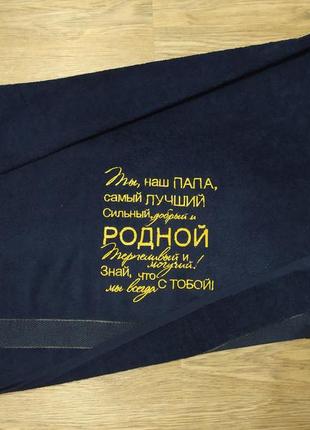 Ты, наш ПАПА,
самый ЛУЧШИЙ
Сильный, добрый и
РОДНОЙ
Терпеливый и
могучий!
Знай, что
мы всегда С ТОБОЙ!